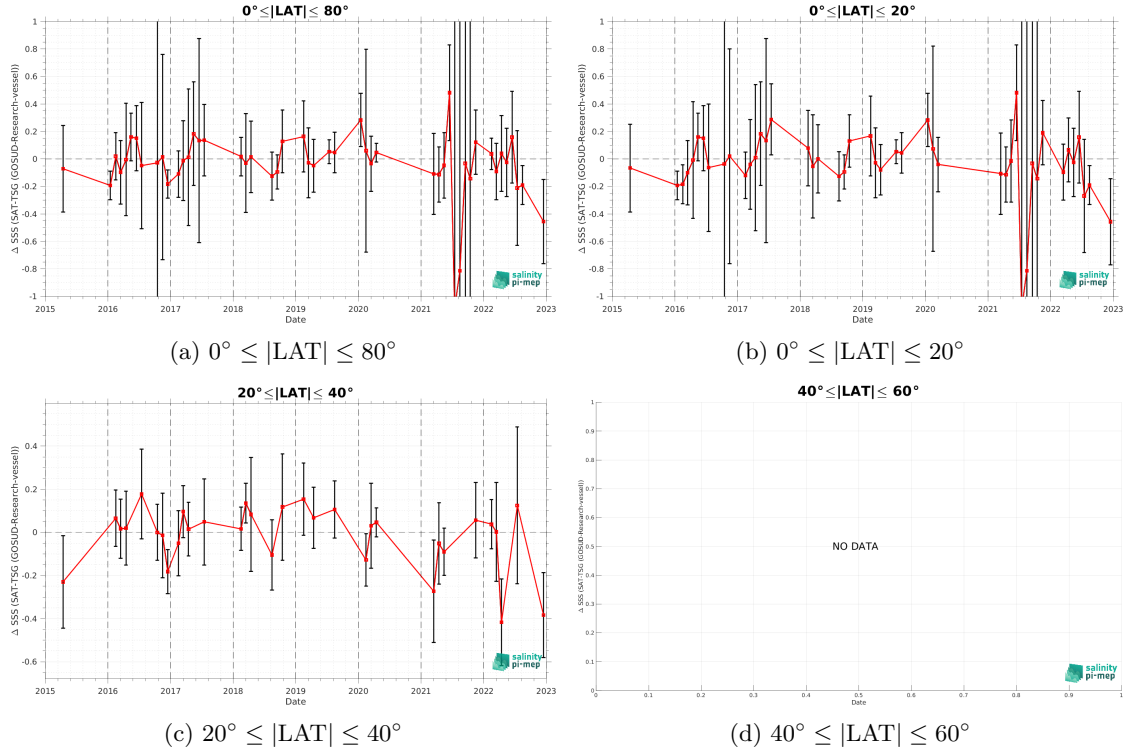 0°≤|LAT|≤ 80°
Δ SSS (SAT-TSG (GOSUD-Research-vessel))
1
0.8
0.6
0.4
0.2
0
-0.2
-0.4
-0.6
-0.8
-1
2015 2016 2017 2018 2019 2020 2021 2022 2023
Date
salinity
pi-mep
(a) 0° ≤ |LAT| ≤ 80°
0°≤|LAT|≤ 20°
Δ SSS (SAT-TSG (GOSUD-Research-vessel))
1
0.8
0.6
0.4
0.2
0
-0.2
-0.4
-0.6
-0.8
-1
2015 2016 2017 2018 2019 2020 2021 2022 2023
Date
salinity
pi-mep
(b) 0° ≤ |LAT| ≤ 20°
20°≤|LAT|≤ 40°
Δ SSS (SAT-TSG (GOSUD-Research-vessel))
0.4
0.2
0
-0.2
-0.4
-0.6
2015 2016 2017 2018 2019 2020 2021 2022 2023
Date
salinity
pi-mep
(c) 20° ≤ |LAT| ≤ 40°
40°≤|LAT|≤ 60°
Δ SSS (SAT-TSG (GOSUD-Research-vessel))
1
0.9
0.8
0.7
0.6
0.5
0.4
0.3
0.2
0.1
0
NO DATA
0 0.1 0.2 0.3 0.4 0.5 0.6 0.7 0.8 0.9 1
Date
salinity
pi-mep
(d) 40° ≤ |LAT| ≤ 60°